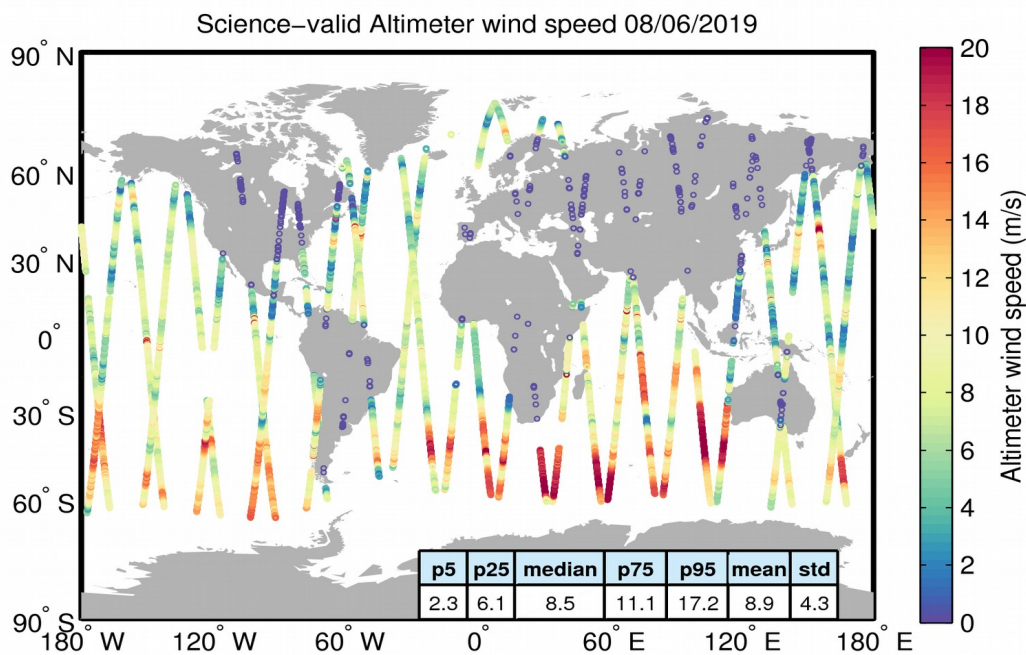 Science−valid Altimeter wind speed 08/06/2019
90° N
60° N
30° N
0°
30° S
60° S
90° S
180° W
120° W
60° W
0°
60° E
120° E
180° E
20
18
16
14
12
10
8
6
4
2
0
Altimeter wind speed (m/s)
p5 p25 median p75 p95 mean std
2.3 6.1 8.5 11.1 17.2 8.9 4.3